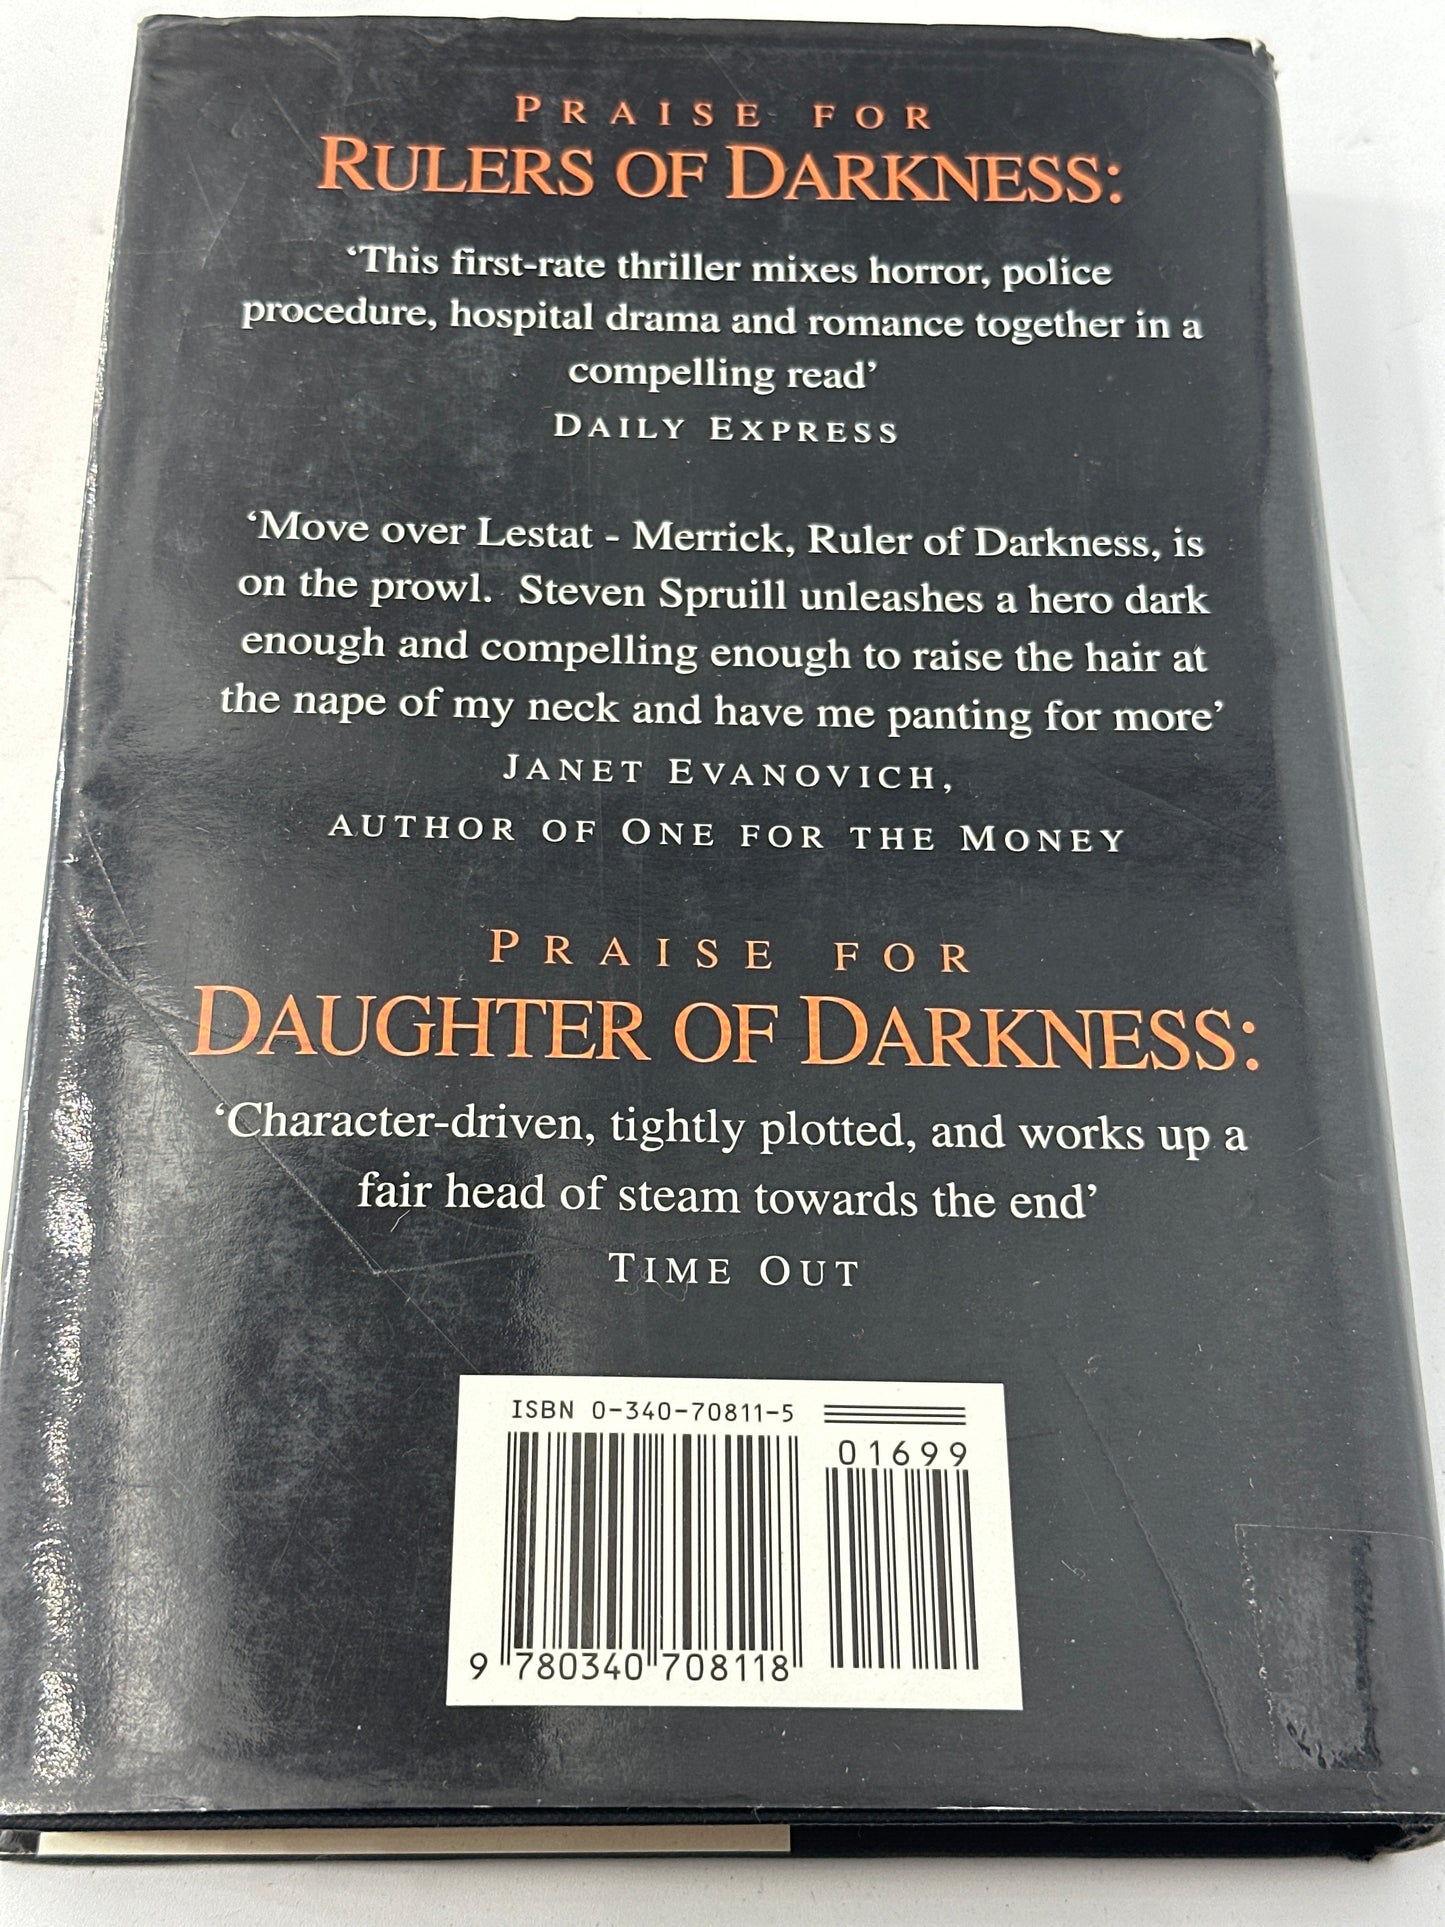 PRAISE FOR
RULERS OF DARKNESS:
‘This first-rate thriller mixes horror, police
procedure, hospital drama and romance together in a
compelling read’
DAILY EXPRESS
‘Move over Lestat - Merrick, Ruler of Darkness, is
on the prowl. Steven Spruill unleashes a hero dark
enough and compelling enough to raise the hair at
the nape of my neck and have me panting for more’
JANET EVANOVICH,
AUTHOR OF ONE FOR THE MONEY
PRAISE FOR
DAUGHTER OF DARKNESS:
‘Character-driven, tightly plotted, and works up a
fair head of steam towards the end’
TIME OUT
ISBN 0-340-70811-5
01699
9 780340 708118